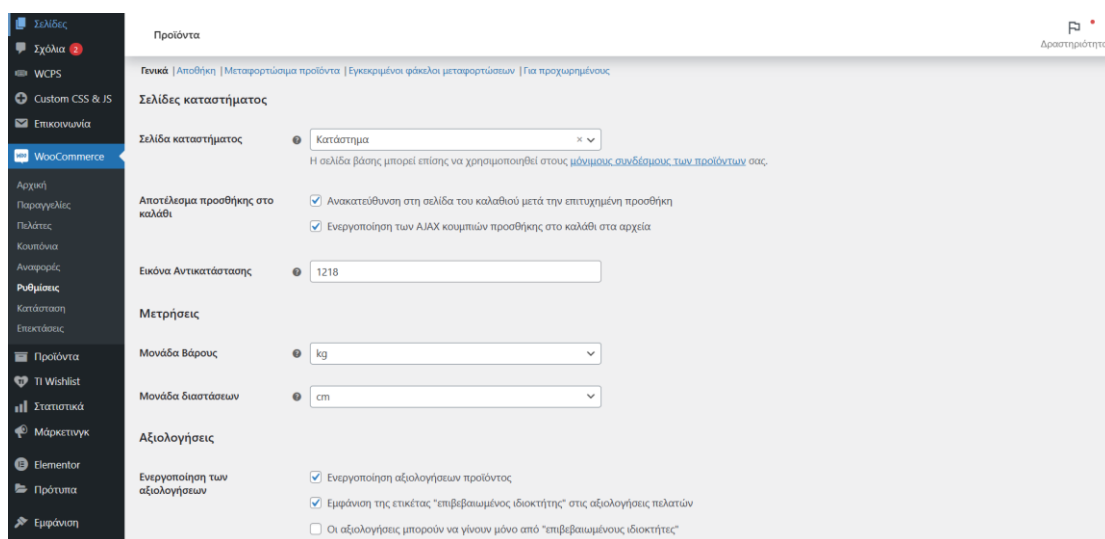 Σελίδες
Σχόλια 2
WCPS
Custom CSS & JS
Επικοινωνία
WooCommerce
Αρχική
Παραγγελίες
Πελάτες
Κουπόνια
Αναφορές
Ρυθμίσεις
Κατάσταση
Επεκτάσεις
Προϊόντα
TI Wishlist
Στατιστικά
Μάρκετινγκ
Elementor
Πρότυπα
Εμφάνιση
Προϊόντα
Δραστηριότητα
Γενικά | Αποθήκη | Μεταφορτώσιμα προϊόντα | Εγκεκριμένοι φάκελοι μεταφορτώσεων | Για προχωρημένους
Σελίδες καταστήματος
Σελίδα καταστήματος
Κατάστημα
Η σελίδα βάσης μπορεί επίσης να χρησιμοποιηθεί στους μόνιμους συνδέσμους των προϊόντων σας.
Αποτέλεσμα προσθήκης στο
καλάθι
Ανακατεύθυνση στη σελίδα του καλαθιού μετά την επιτυχημένη προσθήκη
Ενεργοποίηση των AJAX κουμπιών προσθήκης στο καλάθι στα αρχεία
Εικόνα Αντικατάστασης
1218
Μετρήσεις
Μονάδα Βάρους
kg
Μονάδα διαστάσεων
cm
Αξιολογήσεις
Ενεργοποίηση των
αξιολογήσεων
Ενεργοποίηση αξιολογήσεων προϊόντος
Εμφάνιση της ετικέτας "επιβεβαιωμένος ιδιοκτήτης" στις αξιολογήσεις πελατών
Οι αξιολογήσεις μπορούν να γίνουν μόνο από "επιβεβαιωμένους ιδιοκτήτες"